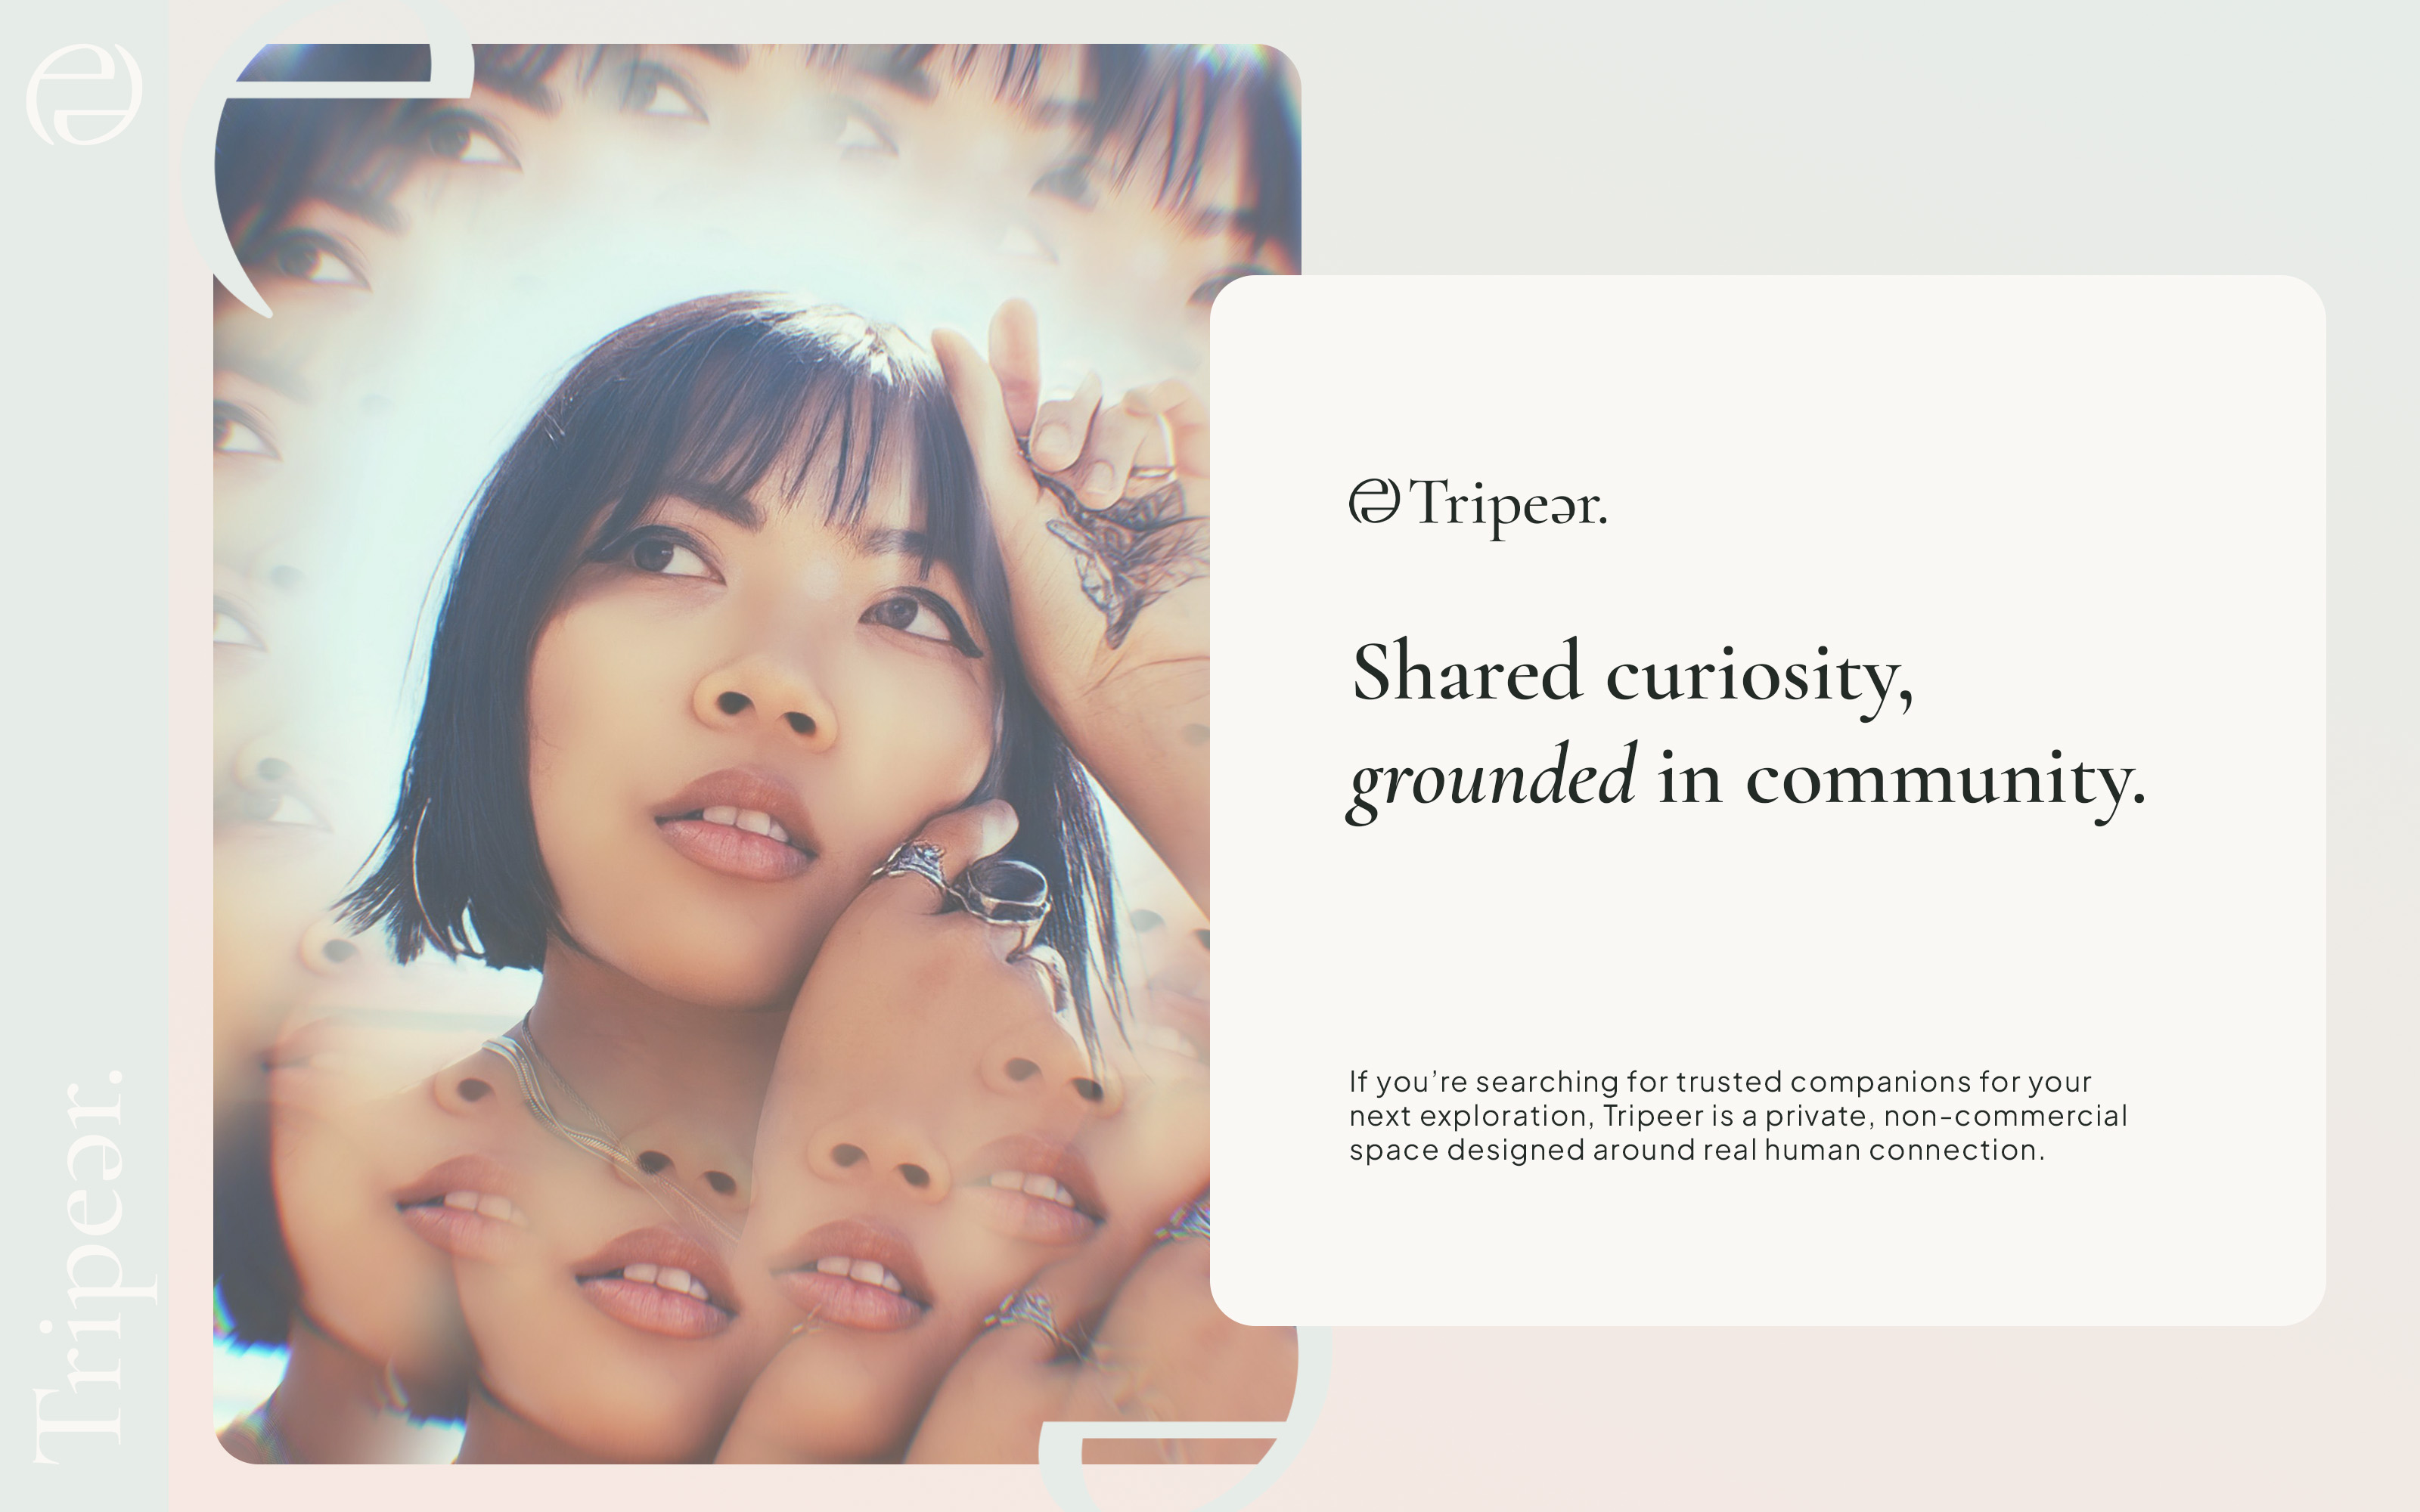 Tripeər.
Tripeər.
Shared curiosity,
grounded in community.
If you’re searching for trusted companions for your
next exploration, Tripeer is a private, non-commercial
space designed around real human connection.